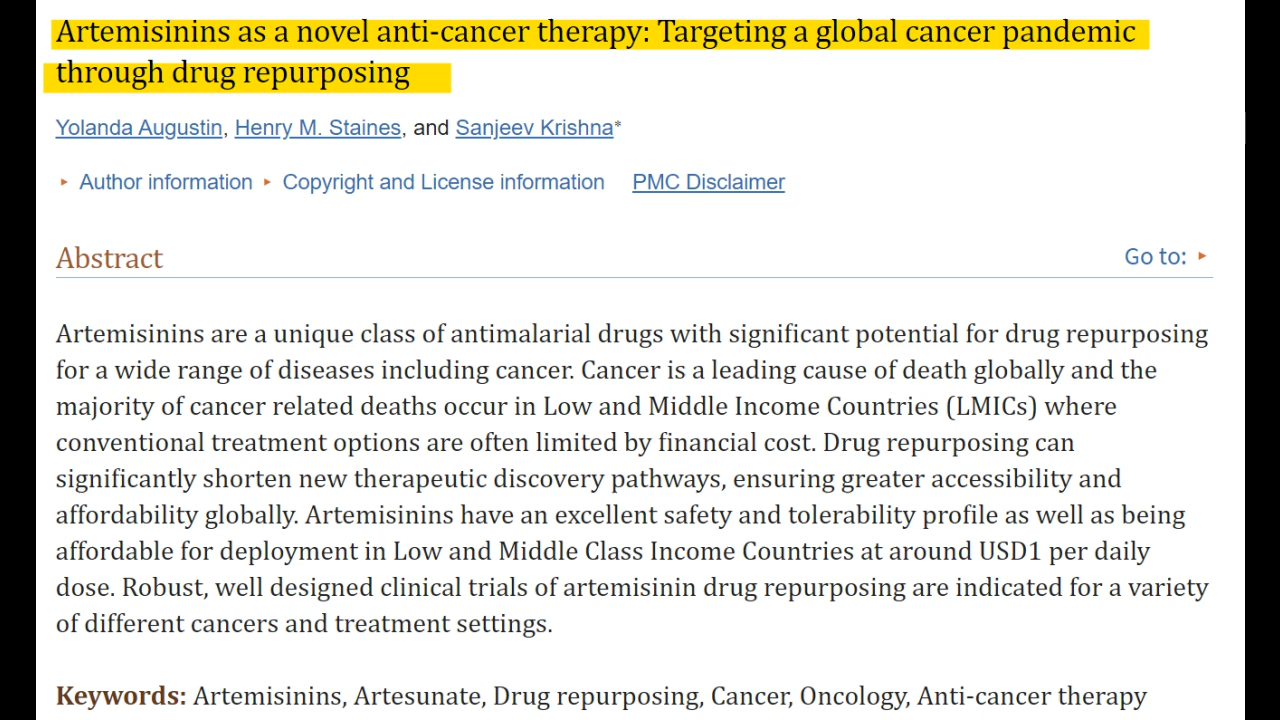 Artemisinins as a novel anti-cancer therapy: Targeting a global cancer pandemic
through drug repurposing
Yolanda Augustin, Henry M. Staines, and Sanjeev Krishna*
▸ Author information ▸ Copyright and License information PMC Disclaimer
Abstract Go to: ▸
Artemisinins are a unique class of antimalarial drugs with significant potential for drug repurposing
for a wide range of diseases including cancer. Cancer is a leading cause of death globally and the
majority of cancer related deaths occur in Low and Middle Income Countries (LMICs) where
conventional treatment options are often limited by financial cost. Drug repurposing can
significantly shorten new therapeutic discovery pathways, ensuring greater accessibility and
affordability globally. Artemisinins have an excellent safety and tolerability profile as well as being
affordable for deployment in Low and Middle Class Income Countries at around USD1 per daily
dose. Robust, well designed clinical trials of artemisinin drug repurposing are indicated for a variety
of different cancers and treatment settings.
Keywords: Artemisinins, Artesunate, Drug repurposing, Cancer, Oncology, Anti-cancer therapy